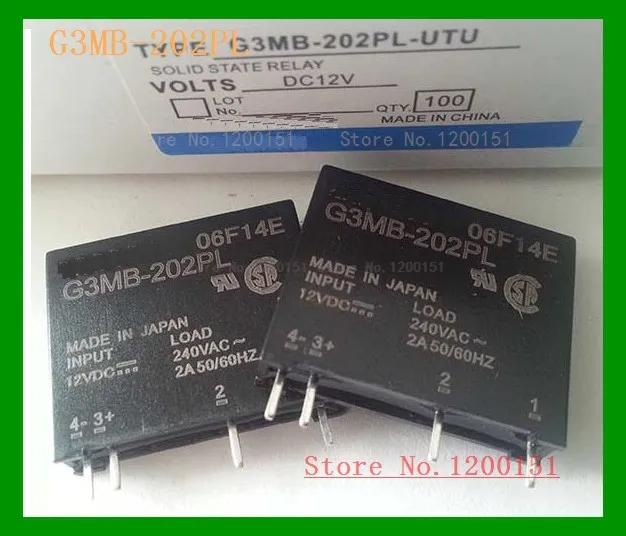 G3MB-202PL
TYPE G3MB-202PL-UTU
SOLID STATE RELAY
VOLTS DC12V
LOT
No. QTY. 100
MADE IN CHINA
Store No.1200151
Store No.1200151
06F14E
G3MB-202PL
MADE IN JAPAN
INPUT LOAD
12VDC 240VAC~
2A 50/60HZ
4- 3+ 2
06F14E
G3MB-202PL
No.1200151
MADE IN JAPAN
INPUT LOAD
12VDC 240VAC~
2A 50/60HZ
4- 3+ 2 1
Store No.1200151